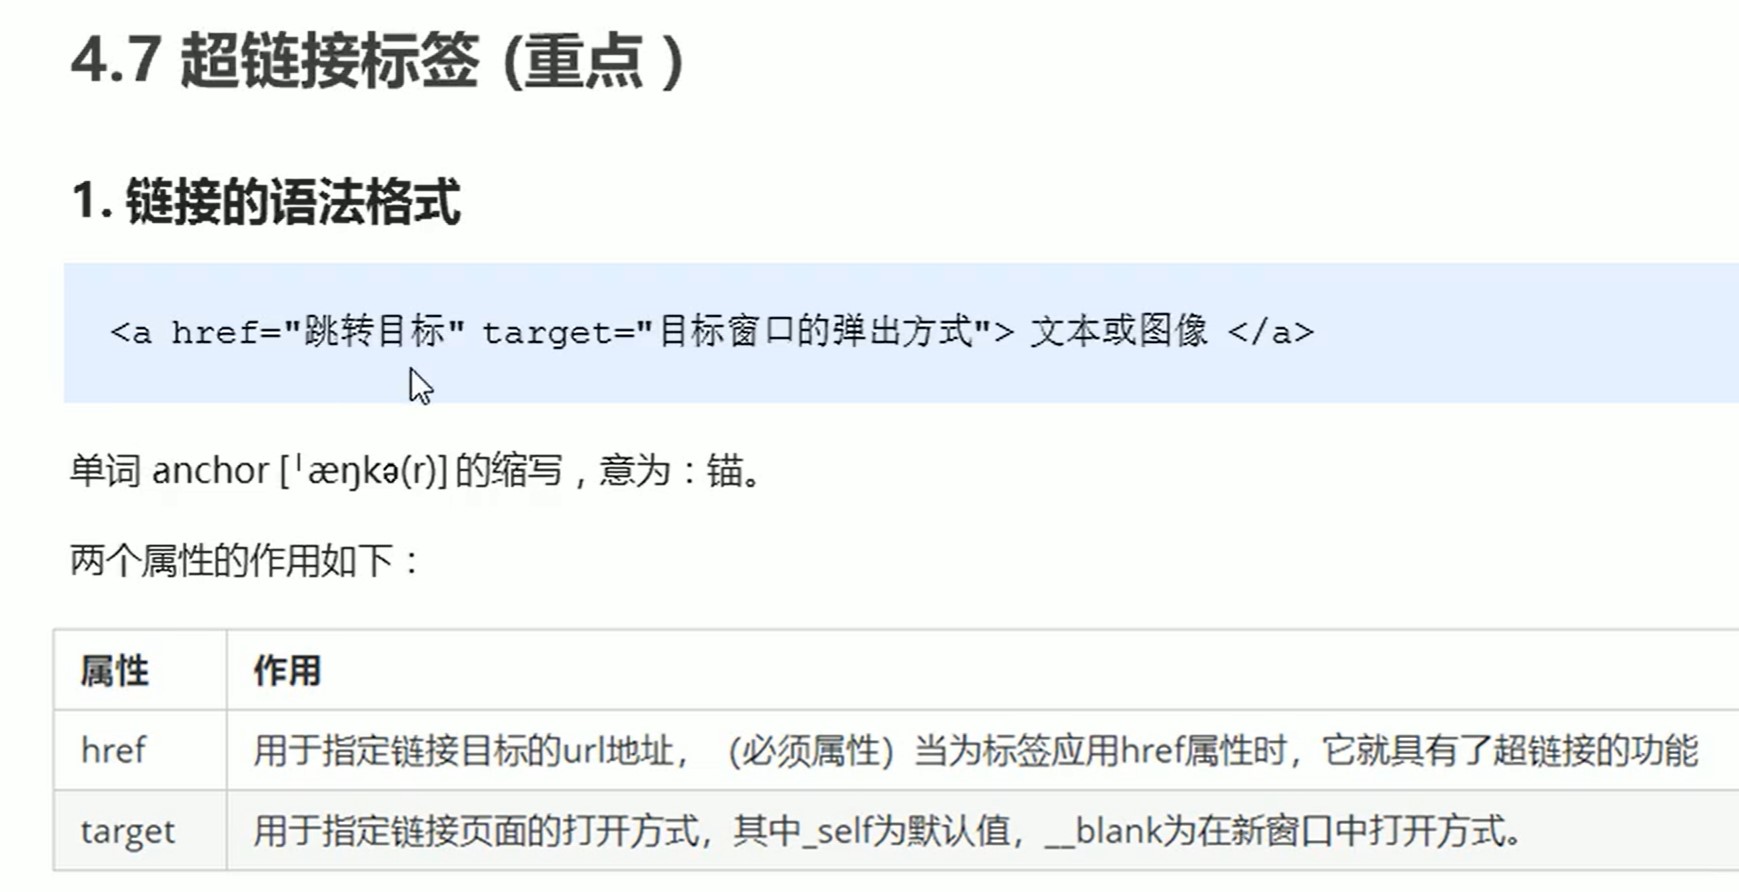 4.7 超链接标签 (重点 )
1. 链接的语法格式
<a href="跳转目标" target="目标窗口的弹出方式"> 文本或图像 </a>
单词 anchor [ˈæŋkə(r)] 的缩写，意为：锚。
两个属性的作用如下：
属性 作用
href 用于指定链接目标的url地址，（必须属性）当为标签应用href属性时，它就具有了超链接的功能
target 用于指定链接页面的打开方式，其中_self为默认值，__blank为在新窗口中打开方式。